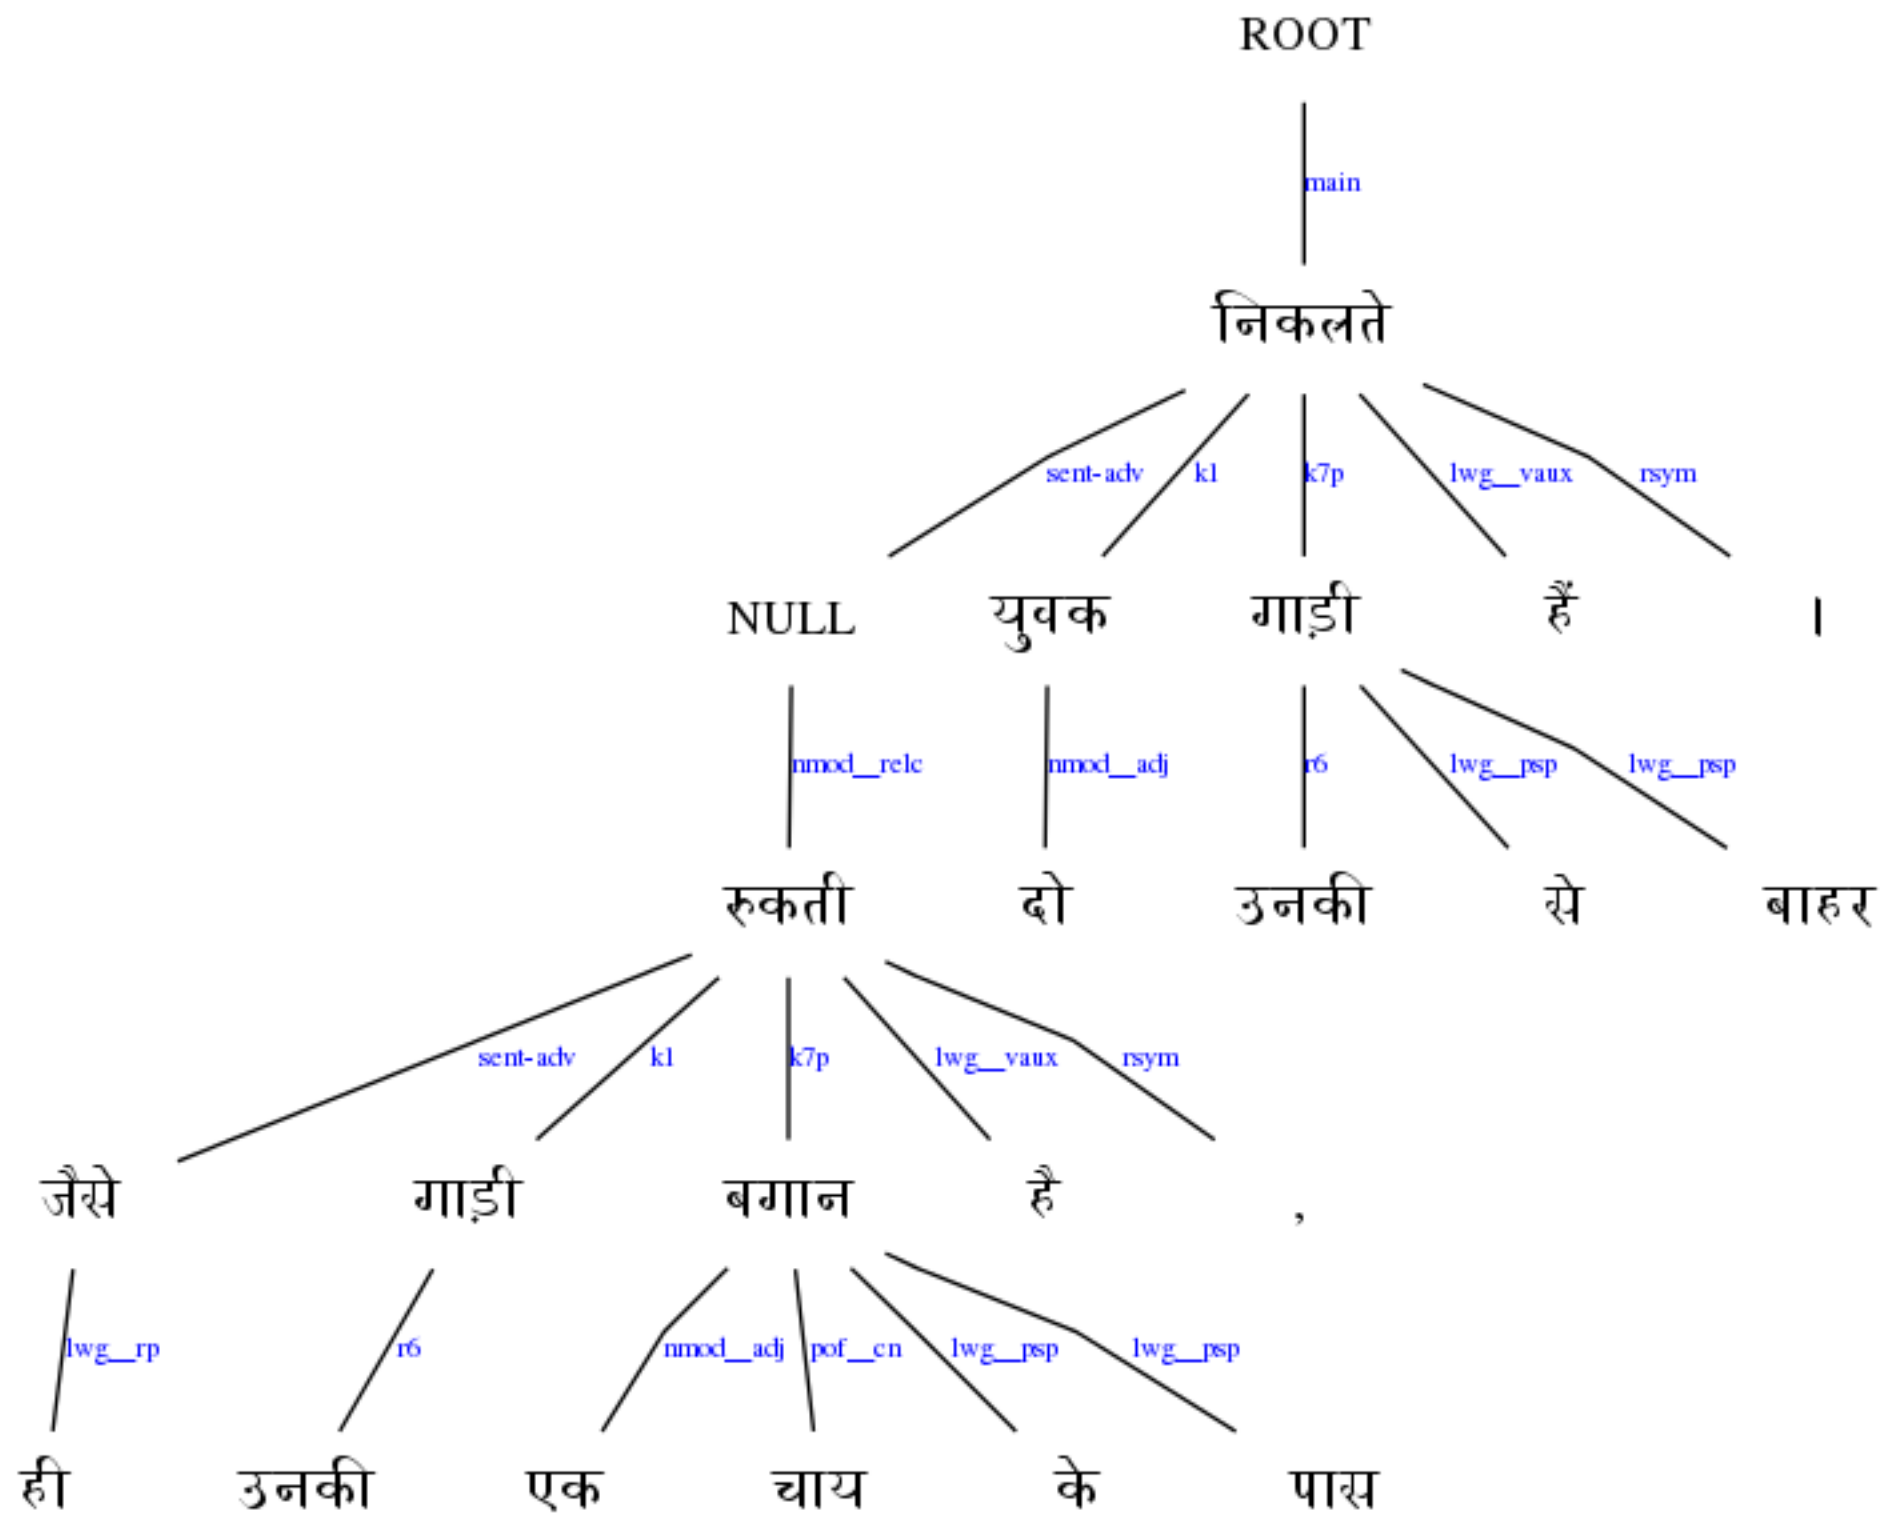 ROOT
main
निकलते
sent-adv k1 k7p lwg__vaux rsym
NULL युवक गाड़ी हैं ।
nmod__relc nmod__adj r6 lwg__psp lwg__psp
रुकती दो उनकी से बाहर
sent-adv k1 k7p lwg__vaux rsym
जैसे गाड़ी बगान है ,
lwg__rp r6 nmod__adj pof__cn lwg__psp lwg__psp
ही उनकी एक चाय के पास